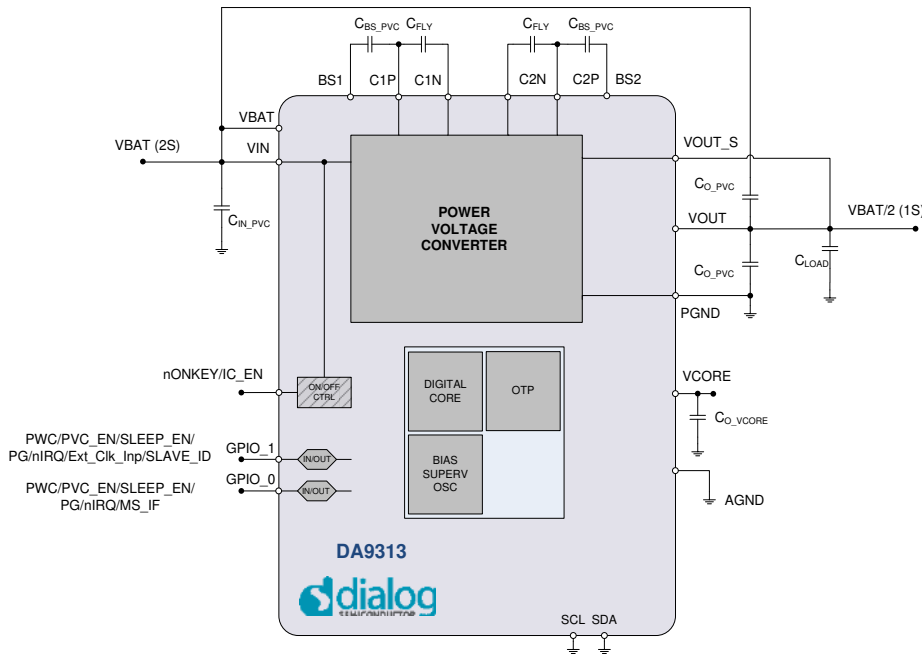 CBS_PVC CFLY CFLY CBS_PVC
BS1 C1P C1N C2N C2P BS2
VBAT
VBAT (2S) VIN
VOUT_S
CIN_PVC
POWER
VOLTAGE
CONVERTER
CO_PVC
VOUT
VBAT/2 (1S)
CO_PVC
CLOAD
PGND
nONKEY/IC_EN
ON/OFF
CTRL
DIGITAL
CORE
OTP
VCORE
CO_VCORE
BIAS
SUPERV
OSC
PWC/PVC_EN/SLEEP_EN/
PG/nIRQ/Ext_Clk_Inp/SLAVE_ID
GPIO_1
IN/OUT
PWC/PVC_EN/SLEEP_EN/
PG/nIRQ/MS_IF
GPIO_0
IN/OUT
AGND
DA9313
dialog
SEMICONDUCTOR
SCL SDA